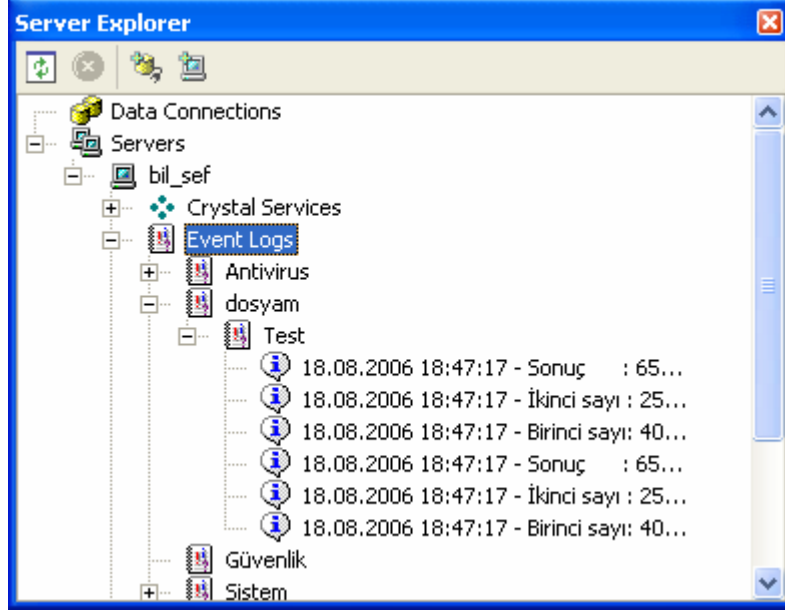 Server Explorer
Data Connections
Servers
bil_sef
Crystal Services
Event Logs
Antivirus
dosyam
Test
18.08.2006 18:47:17 - Sonuç : 65...
18.08.2006 18:47:17 - İkinci sayı : 25...
18.08.2006 18:47:17 - Birinci sayı: 40...
18.08.2006 18:47:17 - Sonuç : 65...
18.08.2006 18:47:17 - İkinci sayı : 25...
18.08.2006 18:47:17 - Birinci sayı: 40...
Güvenlik
Sistem